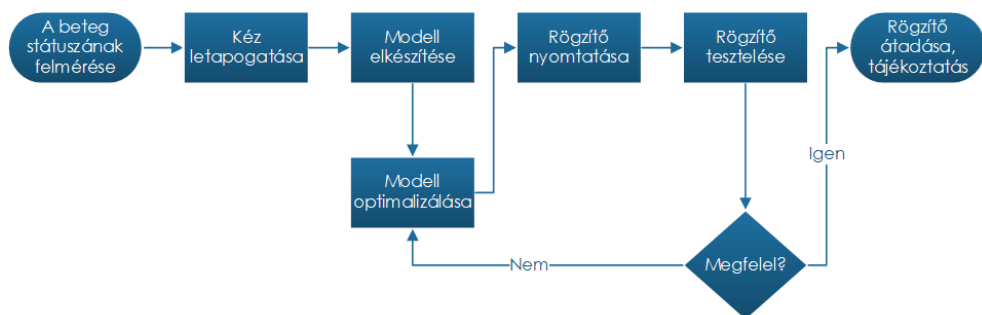 A beteg
státuszának
felmérése
Kéz
letapogatása
Modell
elkészítése
Rögzítő
nyomtatása
Rögzítő
tesztelése
Rögzítő
átadása,
tájékoztatás
Igen
Modell
optimalizálása
Nem
Megfelel?